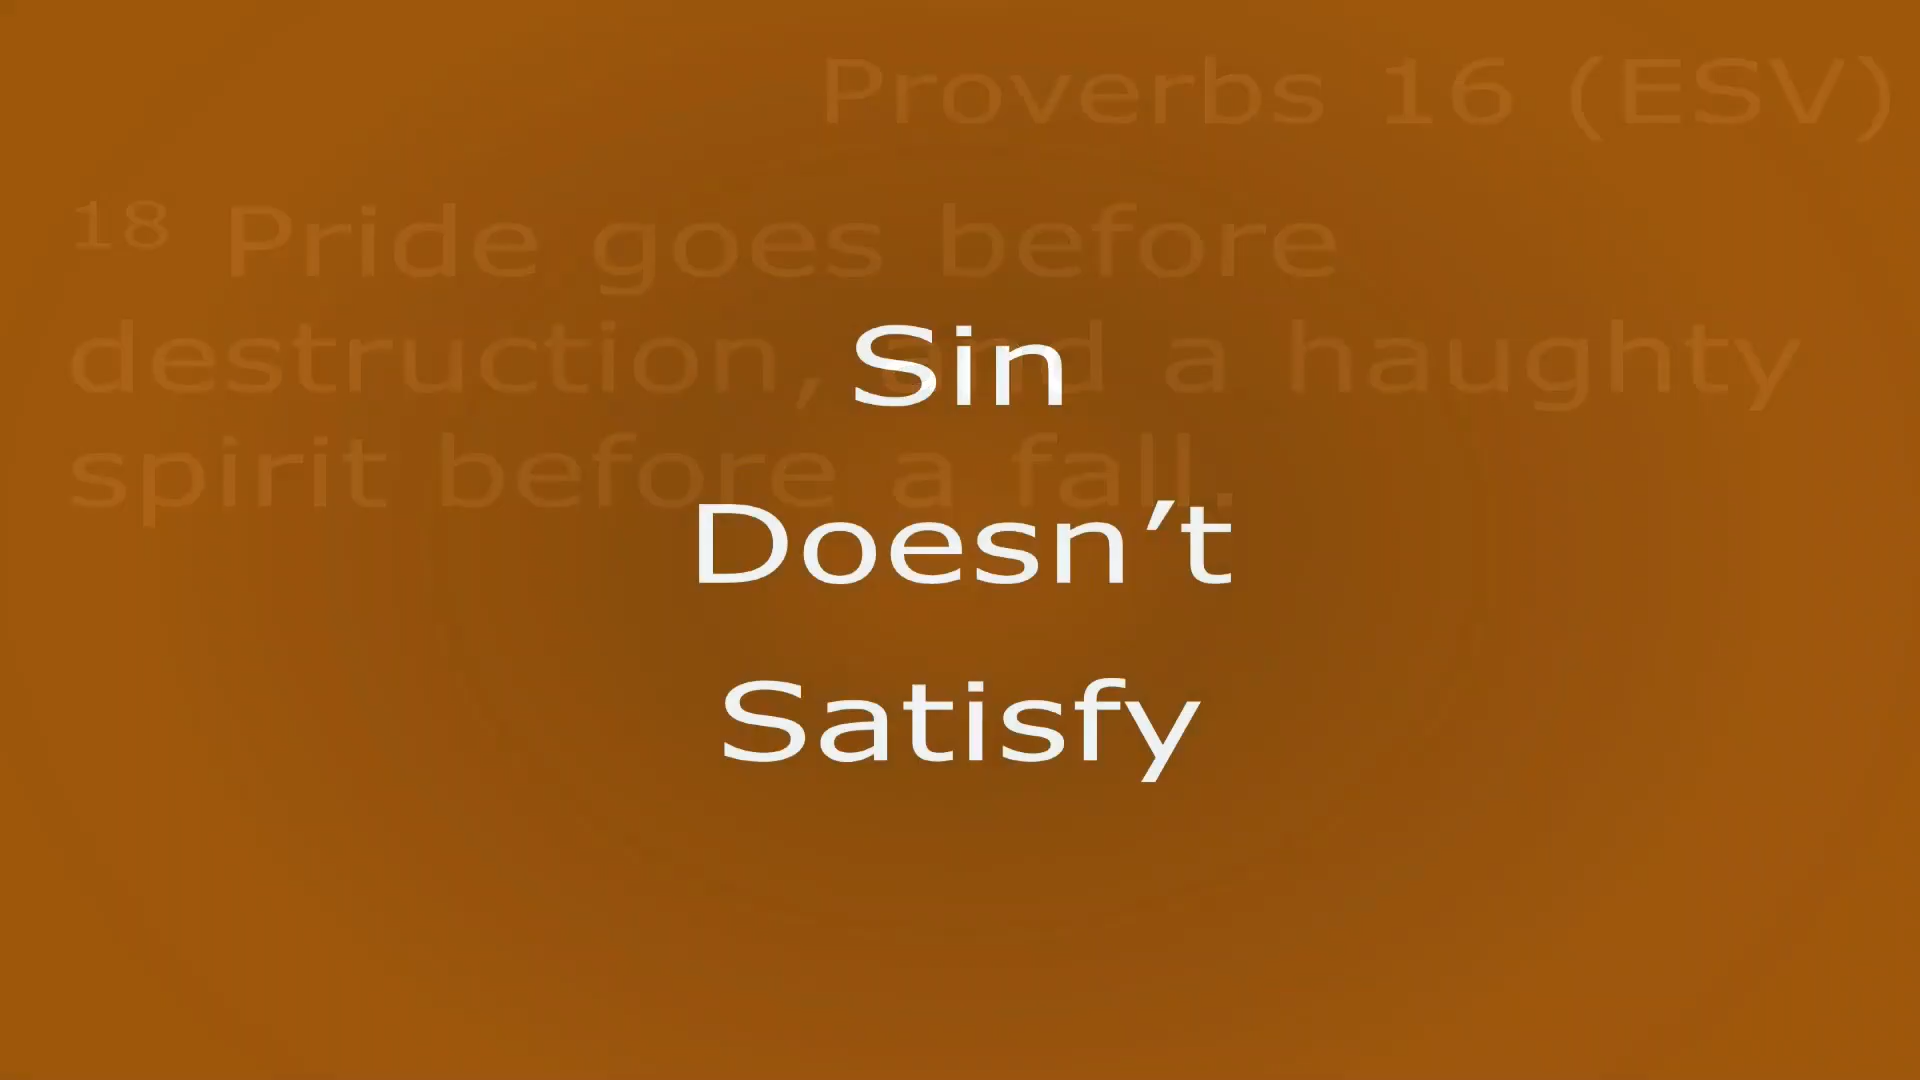 Proverbs 16 (ESV)
18 Pride goes before
destruction, and a haughty
spirit before a fall.
Sin
Doesn’t
Satisfy